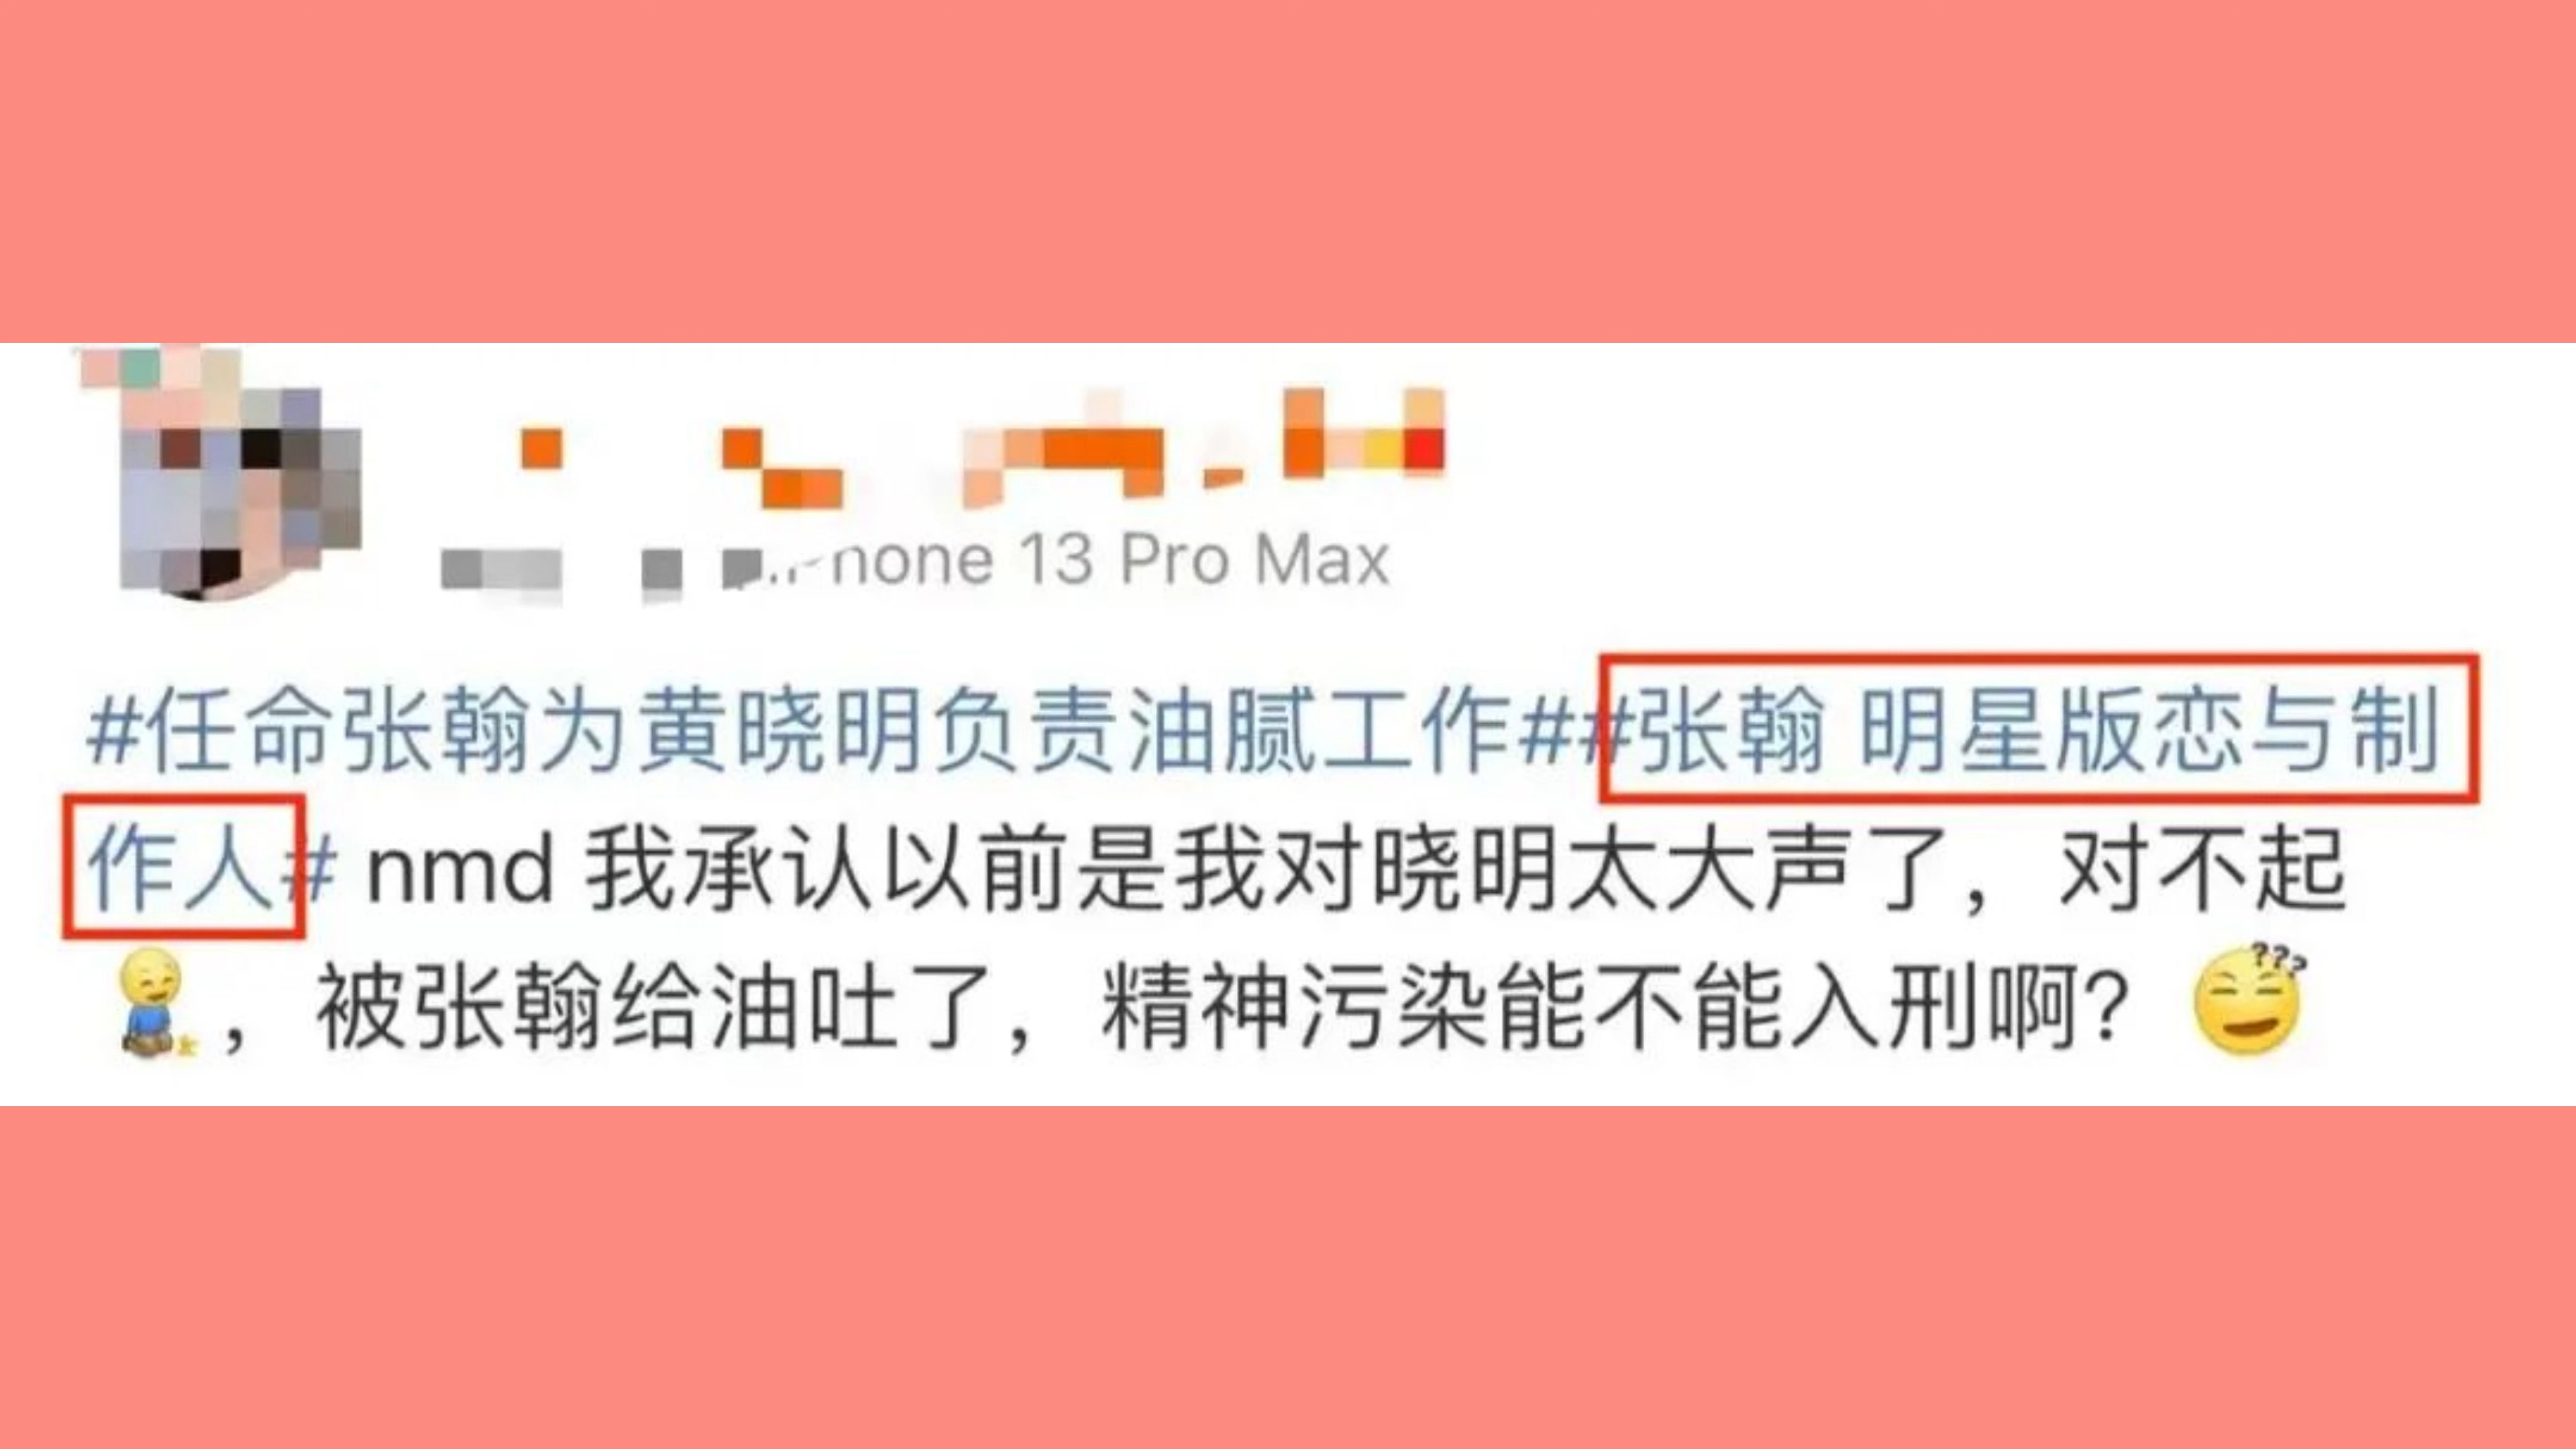 hone 13 Pro Max
#任命张翰为黄晓明负责油腻工作##张翰 明星版恋与制
作人# nmd 我承认以前是我对晓明太大声了，对不起
，被张翰给油吐了，精神污染能不能入刑啊？